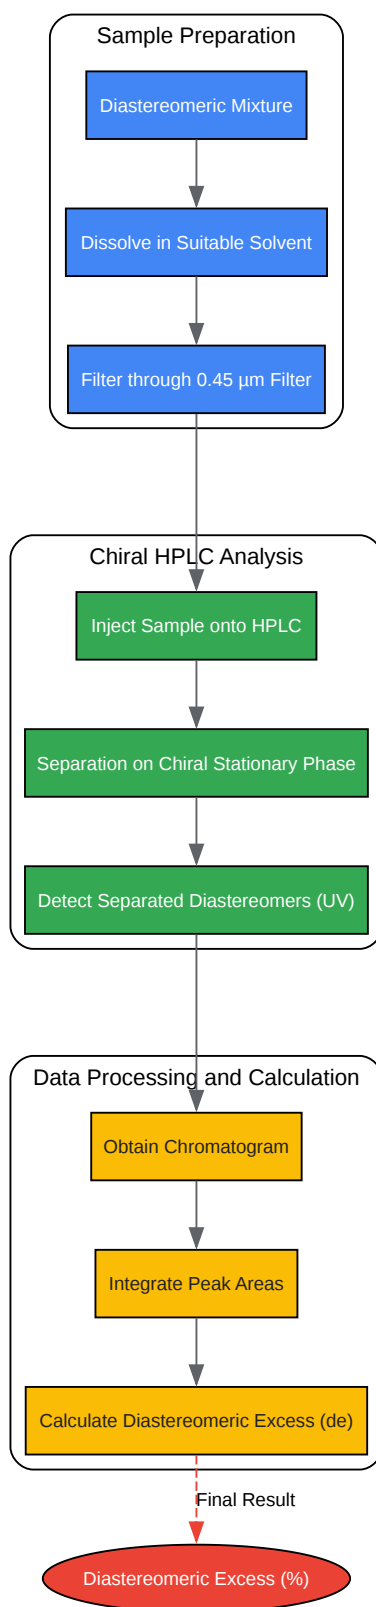 Sample Preparation
Diastereomeric Mixture
Dissolve in Suitable Solvent
Filter through 0.45 µm Filter
Chiral HPLC Analysis
Inject Sample onto HPLC
Separation on Chiral Stationary Phase
Detect Separated Diastereomers (UV)
Data Processing and Calculation
Obtain Chromatogram
Integrate Peak Areas
Calculate Diastereomeric Excess (de)
Final Result
Diastereomeric Excess (%)